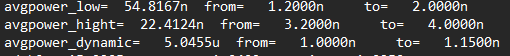 avgpower_low= 54.8167n from= 1.2000n to= 2.0000n
avgpower_hight= 22.4124n from= 3.2000n to= 4.0000n
avgpower_dynamic= 5.0455u from= 1.0000n to= 1.1500n